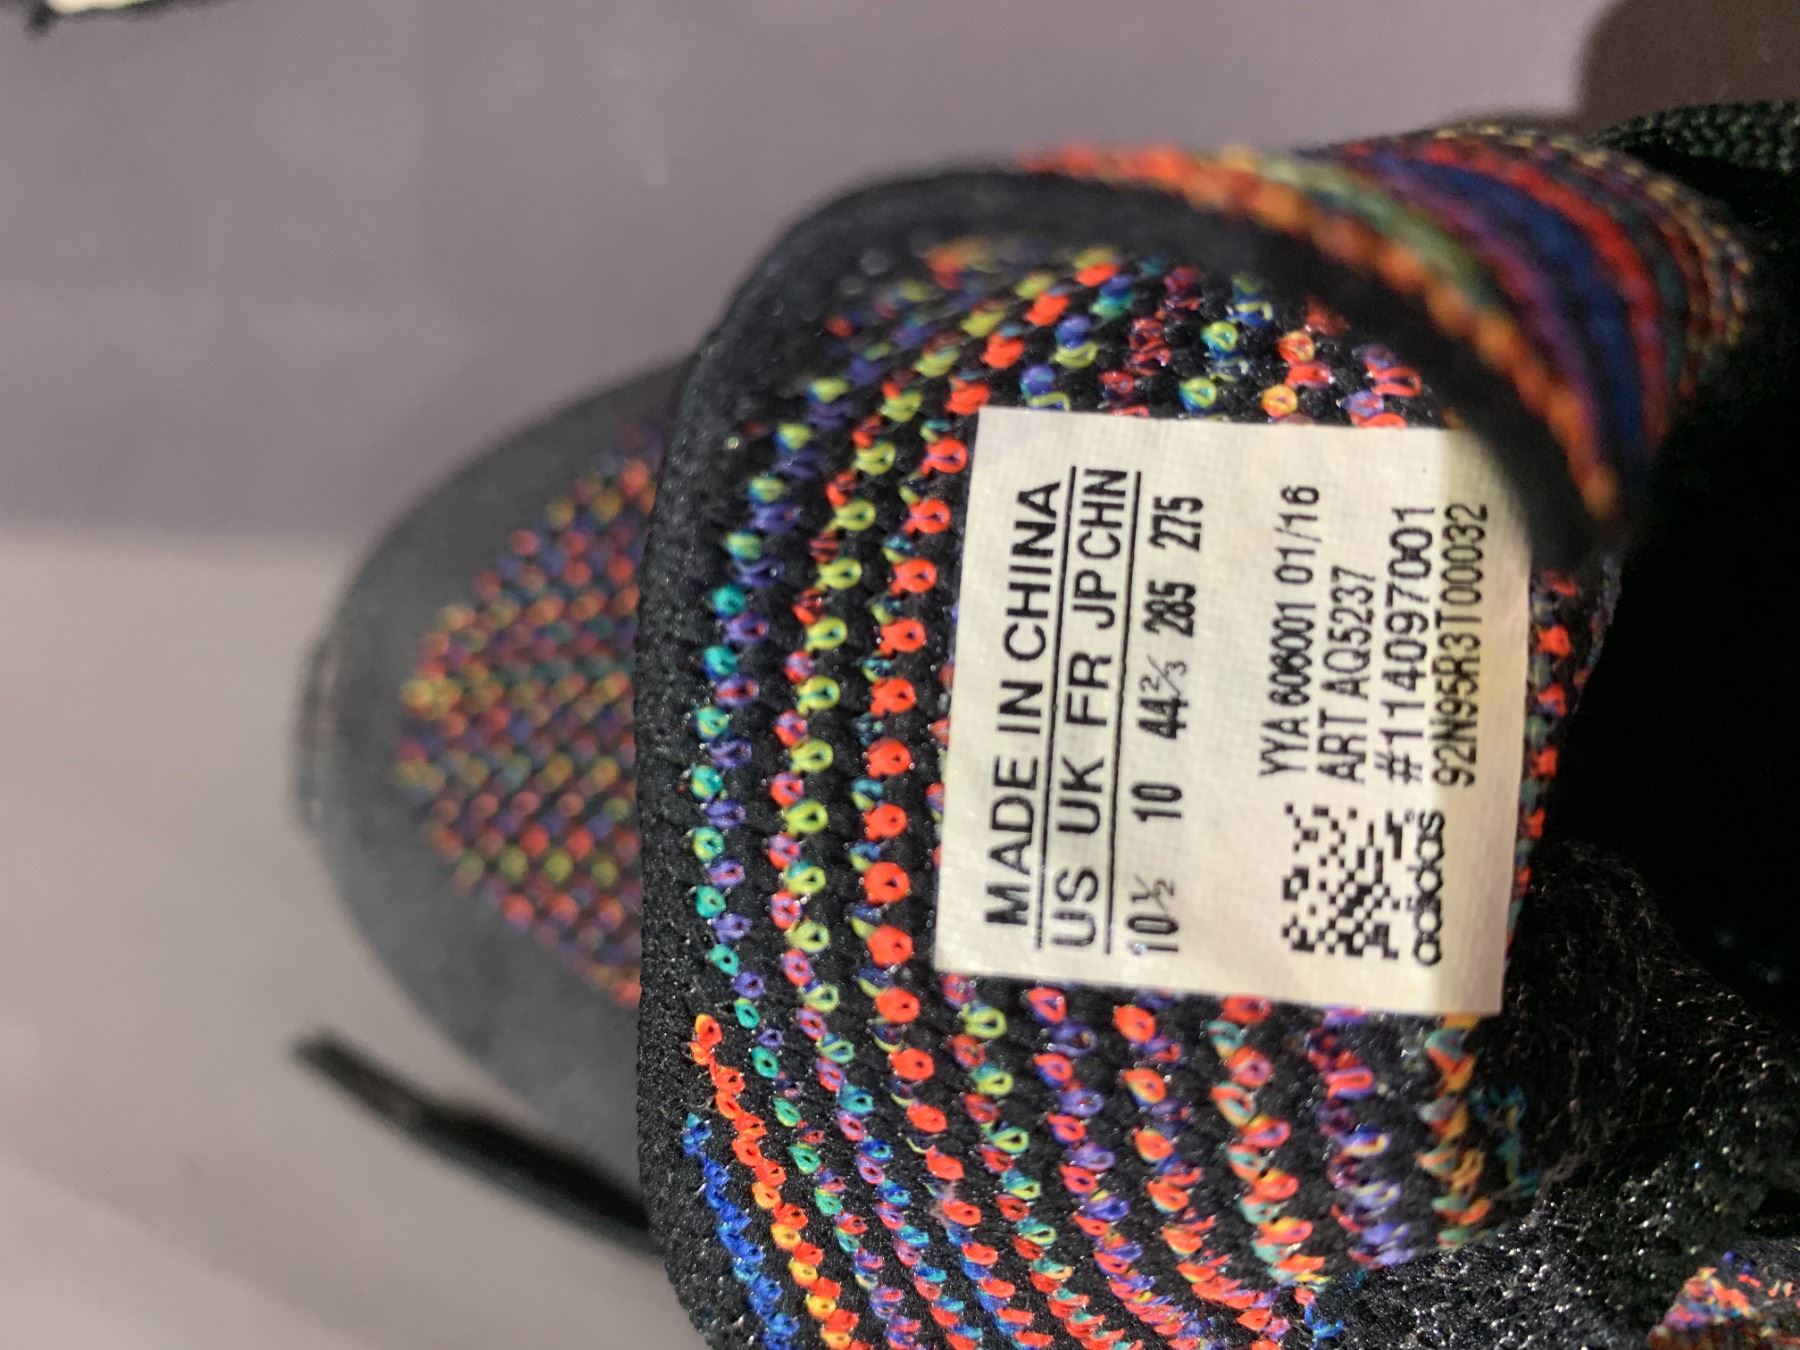 MADE IN CHINA
US UK FR JP CHN
10½ 10 44⅔ 285 275
YYA 606001 01/16
ART AQ5237
#114097001
adidas 92N95R3T00032